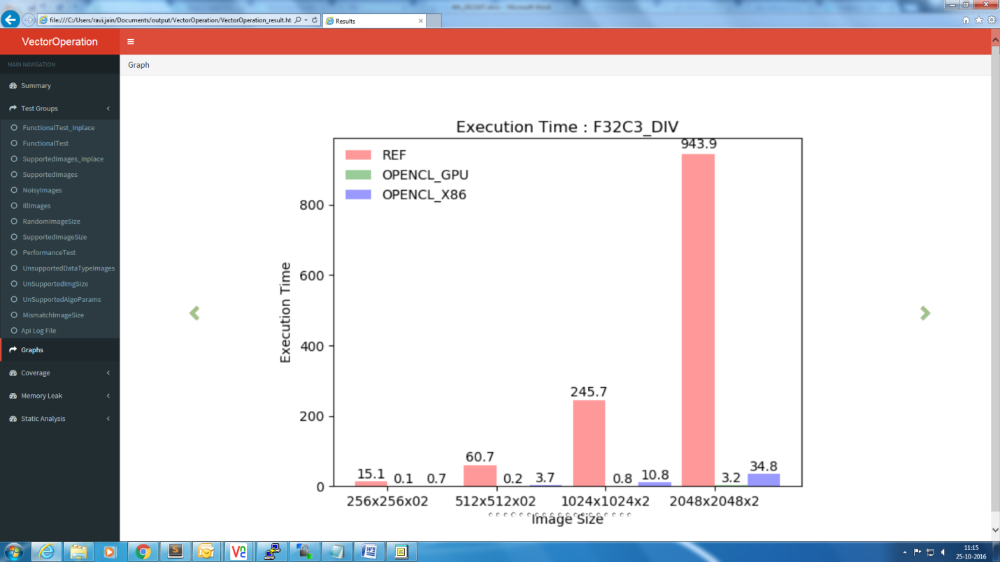 file:///C:/Users/ravi.jain/Documents/output/VectorOperation/VectorOperation_result.ht
Results
VectorOperation
MAIN NAVIGATION
Graph
Summary
Test Groups
FunctionalTest_Inplace
FunctionalTest
SupportedImages_Inplace
SupportedImages
NoisyImages
IllImages
RandomImageSize
SupportedImageSize
PerformanceTest
UnsupportedDataTypeImages
UnSupportedImgSize
UnSupportedAlgoParams
MismatchImageSize
Api Log File
Graphs
Coverage
Memory Leak
Static Analysis
Execution Time : F32C3_DIV
REF
OPENCL_GPU
OPENCL_X86
Execution Time
800
600
400
200
0
15.1 0.1 0.7
60.7 0.2 3.7
245.7 0.8 10.8
943.9 3.2 34.8
256x256x02 512x512x02 1024x1024x2 2048x2048x2
Image Size
11:15
25-10-2016